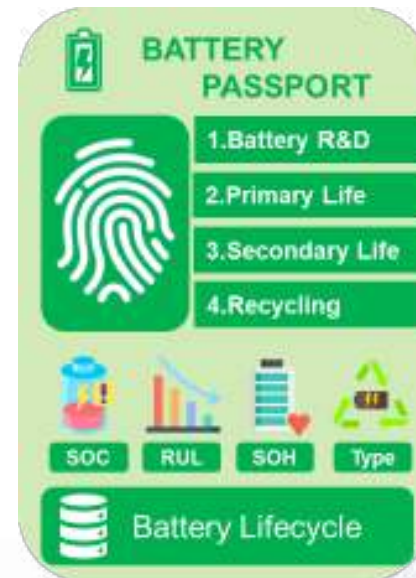 BATTERY
PASSPORT
1.Battery R&D
2.Primary Life
3.Secondary Life
4.Recycling
SOC RUL SOH Type
Battery Lifecycle